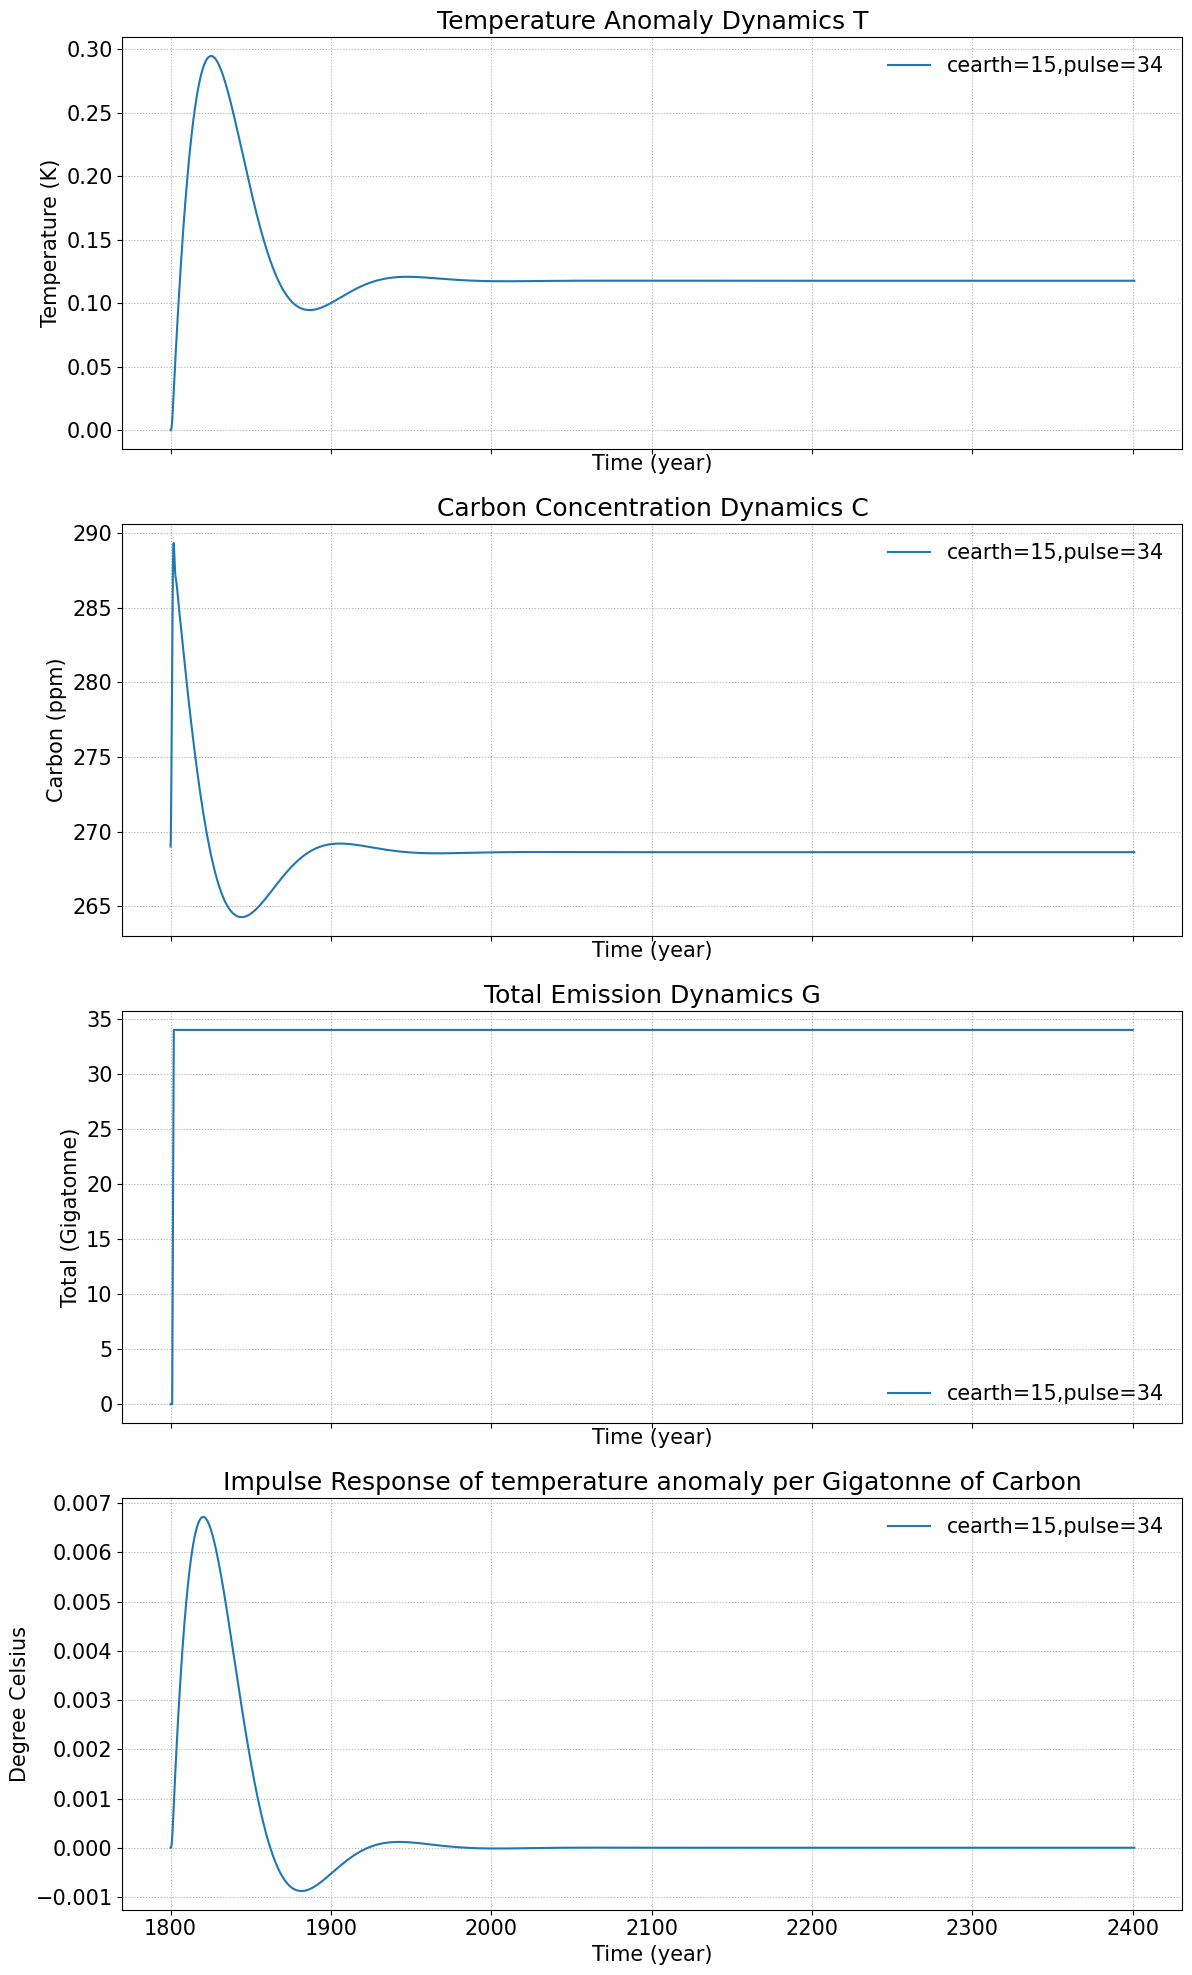 Temperature Anomaly Dynamics T
cearth=15,pulse=34
Temperature (K)
0.30
0.25
0.20
0.15
0.10
0.05
0.00
Time (year)
Carbon Concentration Dynamics C
cearth=15,pulse=34
Carbon (ppm)
290
285
280
275
270
265
Time (year)
Total Emission Dynamics G
Total (Gigatonne)
35
30
25
20
15
10
5
0
cearth=15,pulse=34
Time (year)
Impulse Response of temperature anomaly per Gigatonne of Carbon
cearth=15,pulse=34
Degree Celsius
0.007
0.006
0.005
0.004
0.003
0.002
0.001
0.000
−0.001
1800 1900 2000 2100 2200 2300 2400
Time (year)